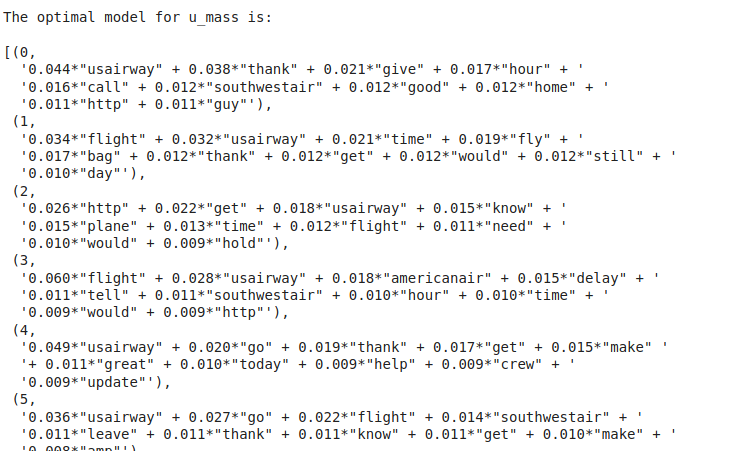 The optimal model for u_mass is:
[(0,
'0.044*"usairway" + 0.038*"thank" + 0.021*"give" + 0.017*"hour" + '
'0.016*"call" + 0.012*"southwestair" + 0.012*"good" + 0.012*"home" + '
'0.011*"http" + 0.011*"guy"'),
(1,
'0.034*"flight" + 0.032*"usairway" + 0.021*"time" + 0.019*"fly" + '
'0.017*"bag" + 0.012*"thank" + 0.012*"get" + 0.012*"would" + 0.012*"still" + '
'0.010*"day"'),
(2,
'0.026*"http" + 0.022*"get" + 0.018*"usairway" + 0.015*"know" + '
'0.015*"plane" + 0.013*"time" + 0.012*"flight" + 0.011*"need" + '
'0.010*"would" + 0.009*"hold"'),
(3,
'0.060*"flight" + 0.028*"usairway" + 0.018*"americanair" + 0.015*"delay" + '
'0.011*"tell" + 0.011*"southwestair" + 0.010*"hour" + 0.010*"time" + '
'0.009*"would" + 0.009*"http"'),
(4,
'0.049*"usairway" + 0.020*"go" + 0.019*"thank" + 0.017*"get" + 0.015*"make" '
'+ 0.011*"great" + 0.010*"today" + 0.009*"help" + 0.009*"crew" + '
'0.009*"update"'),
(5,
'0.036*"usairway" + 0.027*"go" + 0.022*"flight" + 0.014*"southwestair" + '
'0.011*"leave" + 0.011*"thank" + 0.011*"know" + 0.011*"get" + 0.010*"make" + '
'0.008*"amp"')